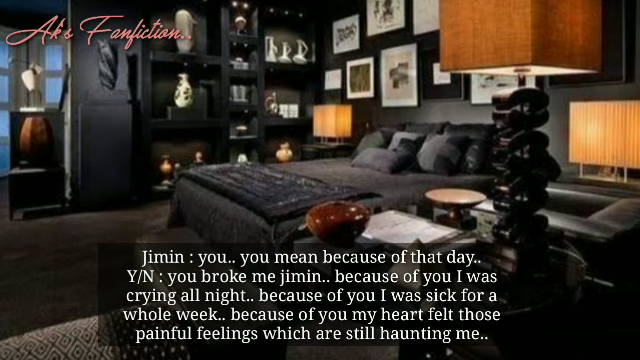 Ak's Fanfiction..
Jimin : you.. you mean because of that day..
Y/N : you broke me jimin.. because of you I was
crying all night.. because of you I was sick for a
whole week.. because of you my heart felt those
painful feelings which are still haunting me..